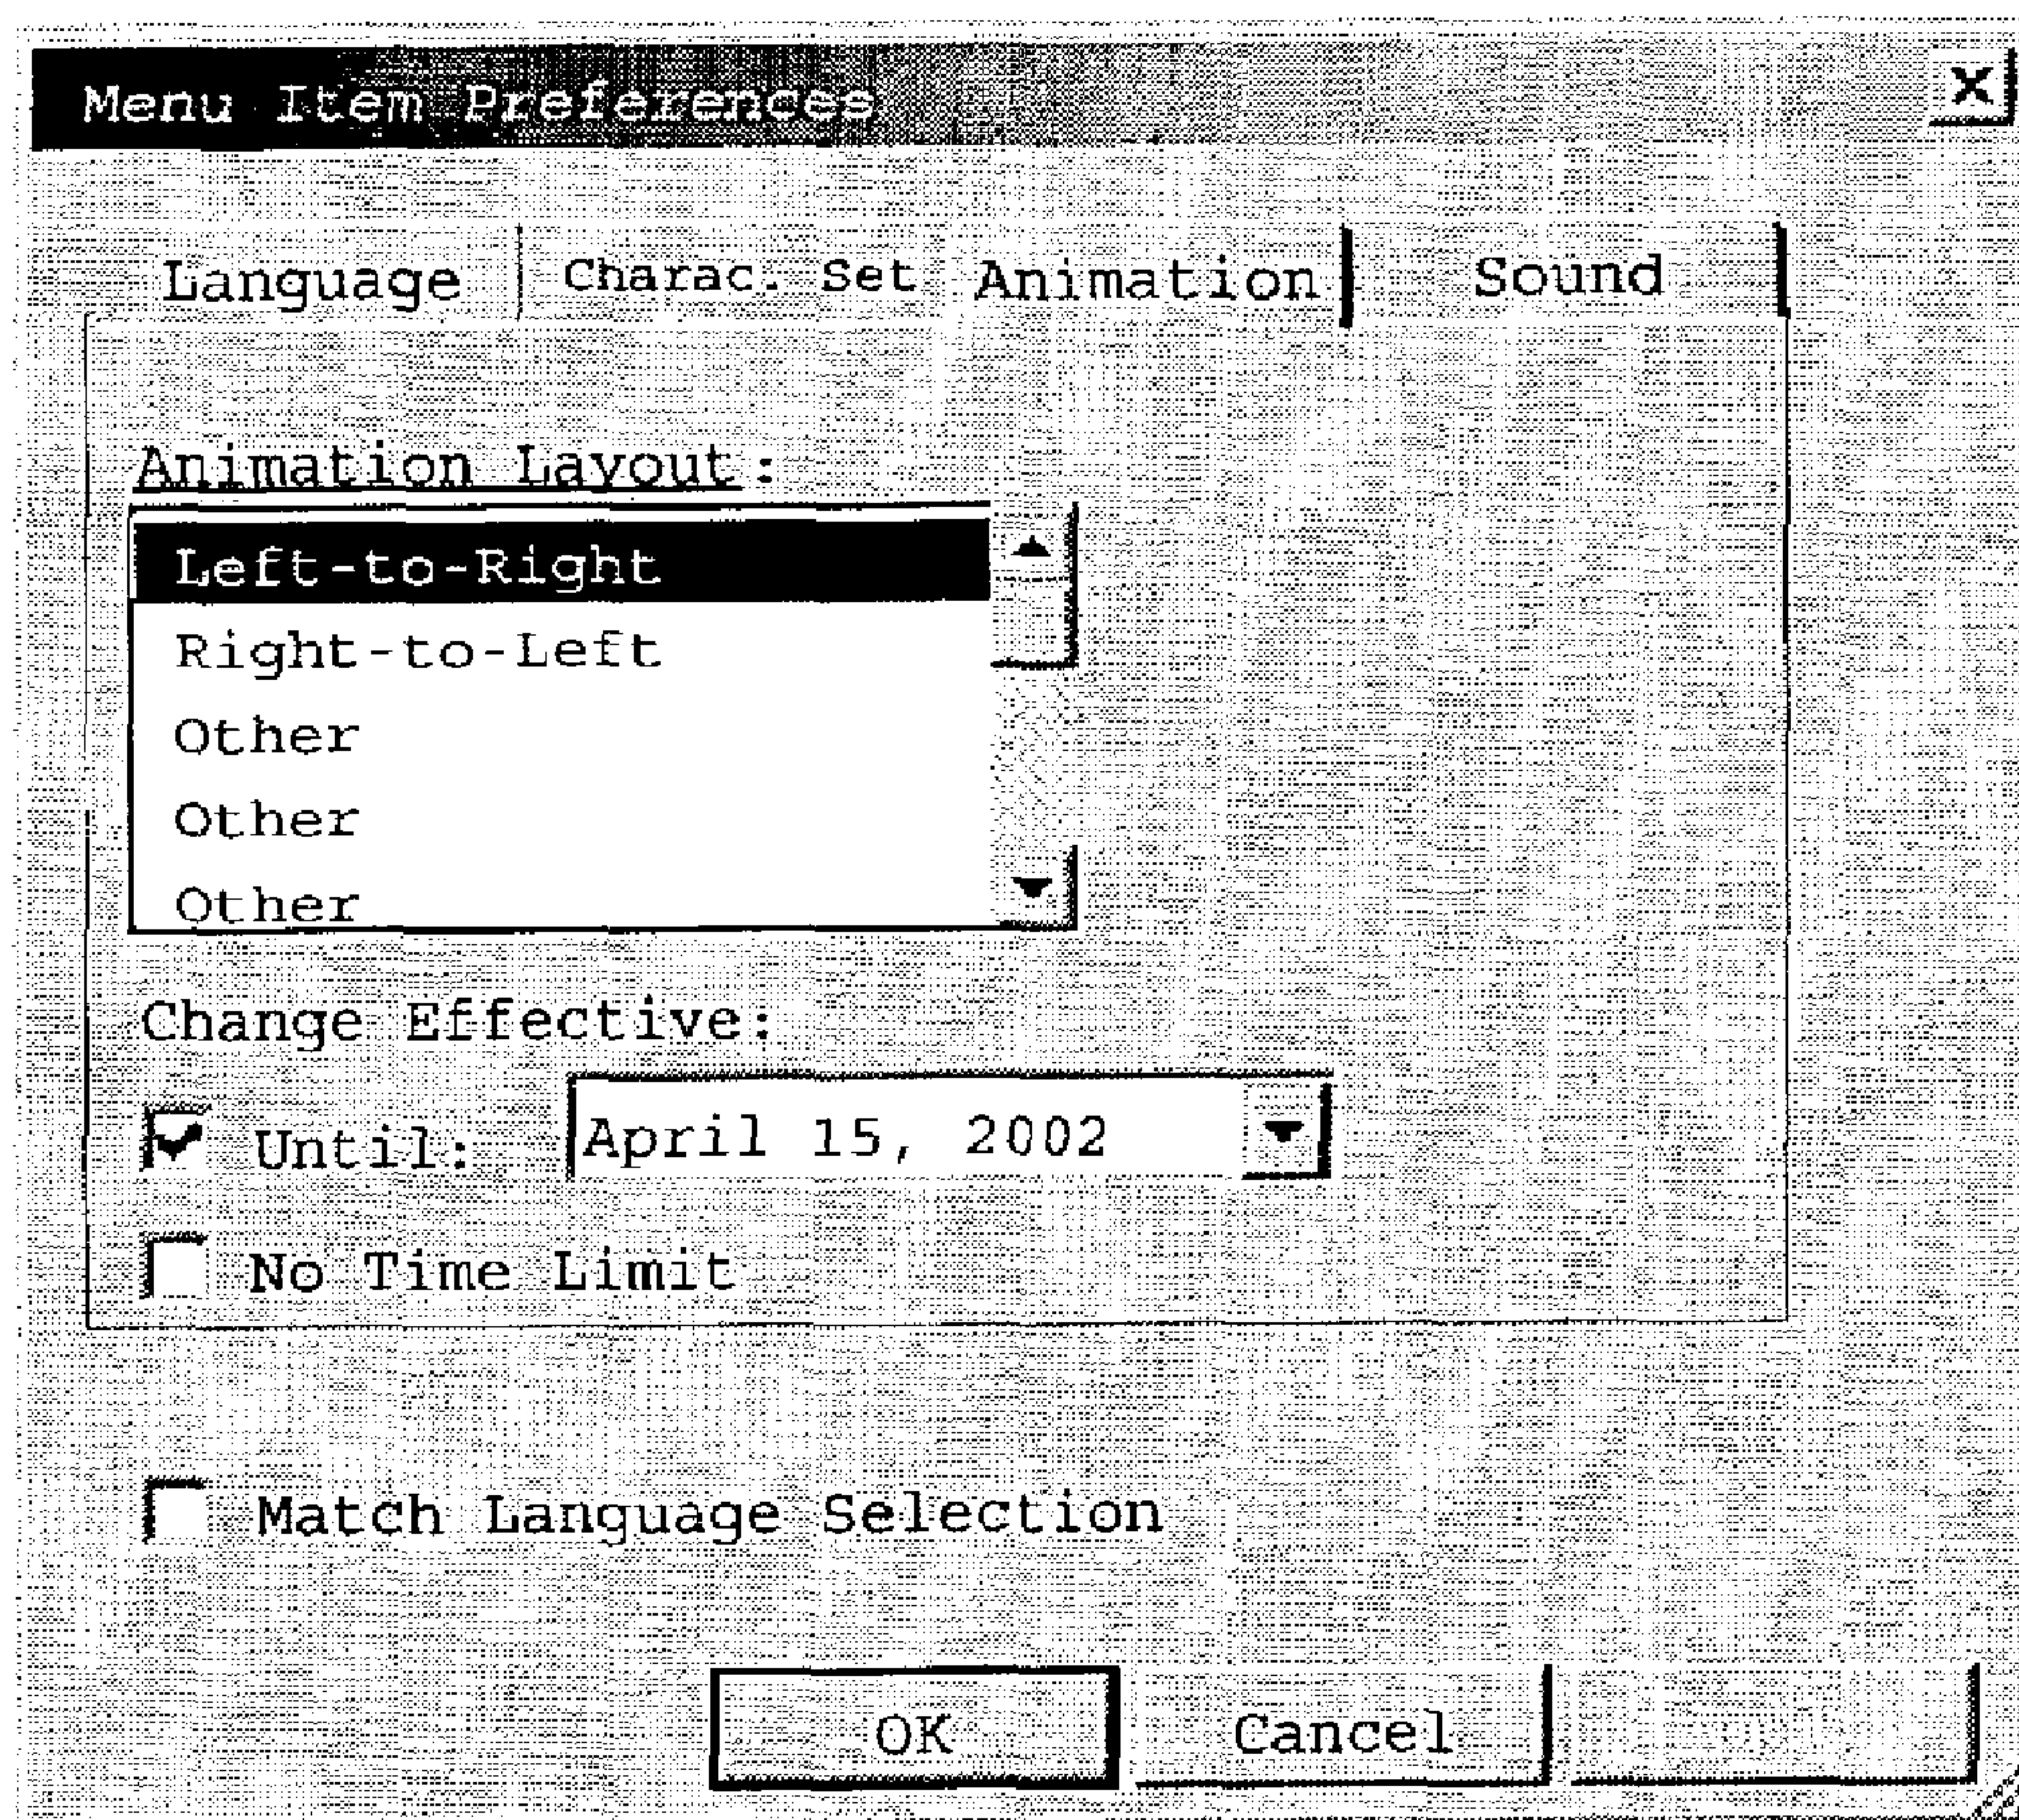 Menu Item Preferences X
Language Charac. Set Animation Sound
Animation Layout:
Left-to-Right
Right-to-Left
Other
Other
Other
Change Effective:
Until: April 15, 2002
No Time Limit
Match Language Selection
OK Cancel